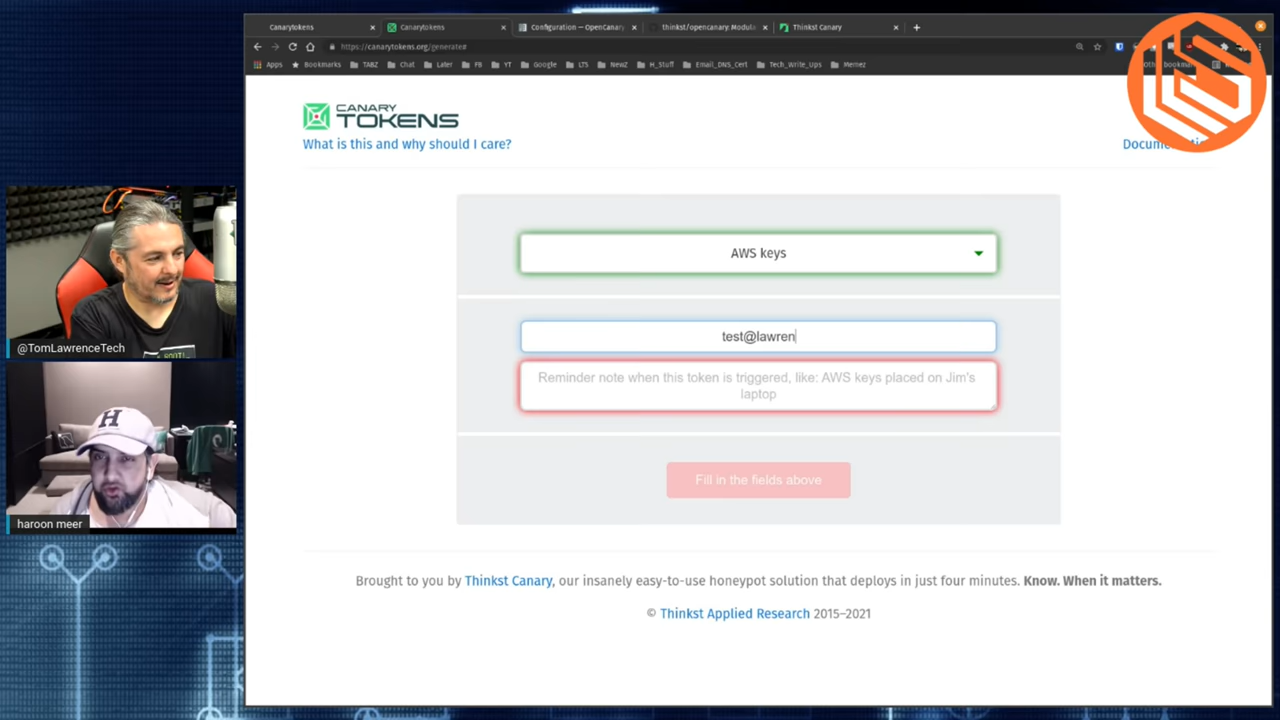 Canarytokens
Canarytokens
Configuration — OpenCanary
thinkst/opencanary: Modula
Thinkst Canary
https://canarytokens.org/generate#
Apps
Bookmarks
TABZ
Chat
Later
FB
YT
Google
LTS
NewZ
H_Stuff
Email_DNS_Cert
Tech_Write_Ups
Memez
CANARY
TOKENS
What is this and why should I care?
AWS keys
test@lawren
Reminder note when this token is triggered, like: AWS keys placed on Jim's
laptop
Fill in the fields above
Brought to you by Thinkst Canary, our insanely easy-to-use honeypot solution that deploys in just four minutes. Know. When it matters.
© Thinkst Applied Research 2015–2021
@TomLawrenceTech
H
haroon meer